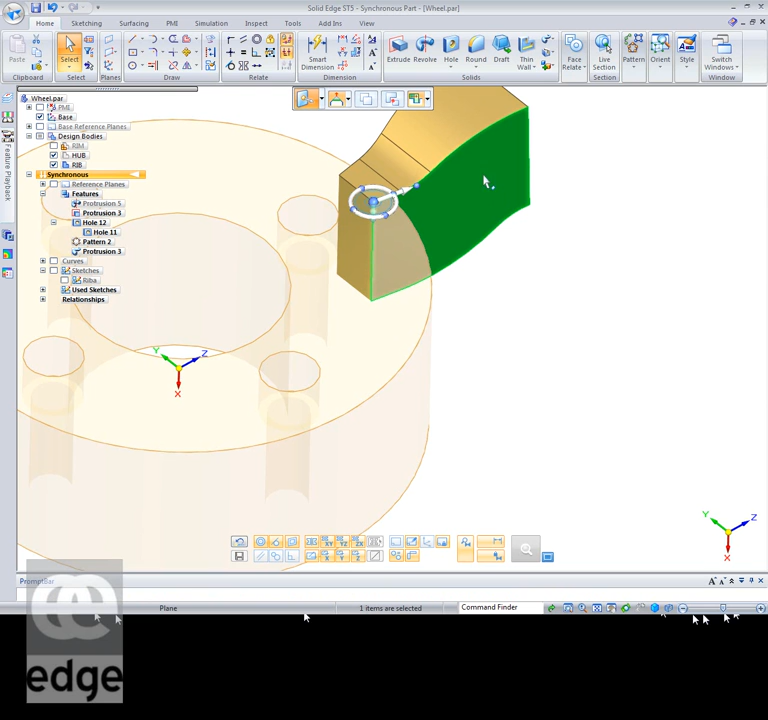 Solid Edge ST5 - Synchronous Part - [Wheel.par]
Home Sketching Surfacing PMI Simulation Inspect Tools Add Ins View
Paste Select Smart Dimension Extrude Revolve Hole Round Draft Thin Wall Face Relate Live Section Pattern Orient Style Switch Windows
Clipboard Select Planes Draw Relate Dimension Solids Section Window
Feature Playback
Wheel.par
PMI
Base
Base Reference Planes
Design Bodies
RIM
HUB
RIB
Synchronous
Reference Planes
Features
Protrusion 5
Protrusion 3
Hole 12
Hole 11
Pattern 2
Protrusion 3
Curves
Sketches
Riba
Used Sketches
Relationships
Y Z
X
Y Z
X
PromptBar
Plane 1 items are selected Command Finder
edge